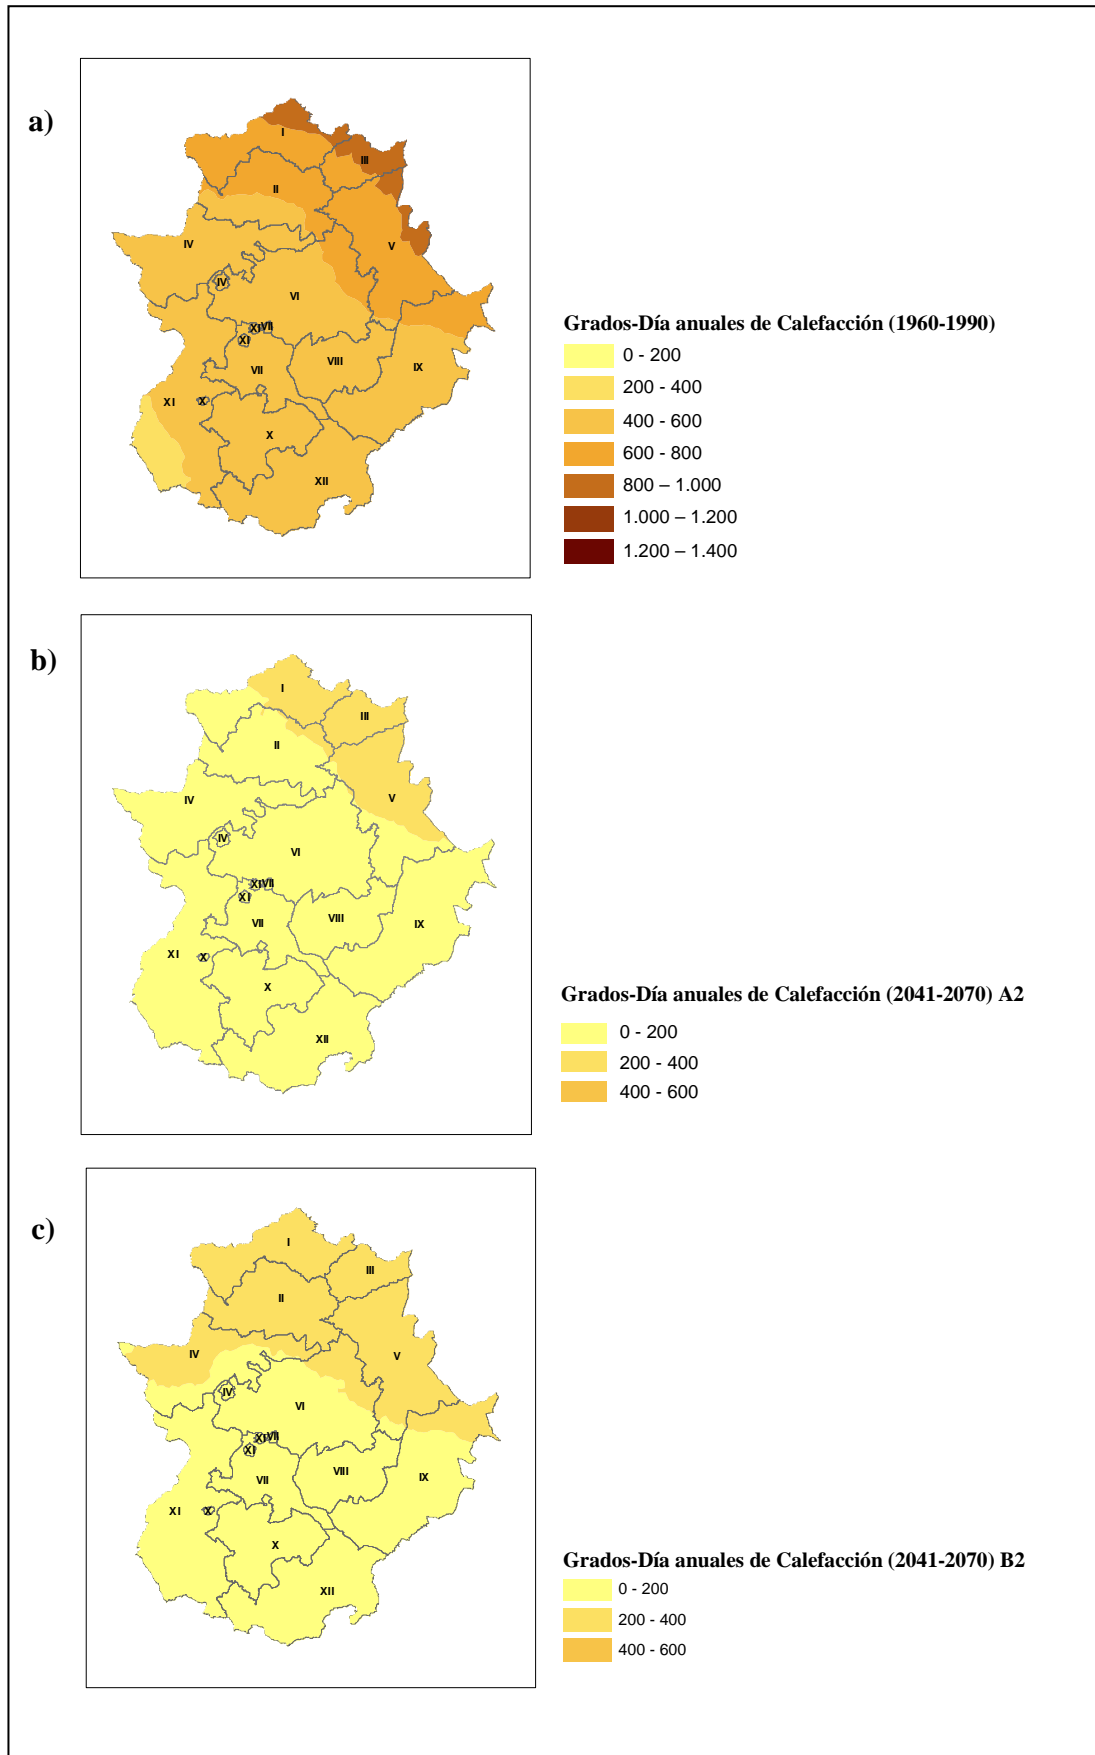 a)
I
III
II
IV
V
IV
VI
XI VII
XI
VIII
VII
IX
XI
X
X
XII
Grados-Día anuales de Calefacción (1960-1990)
0 - 200
200 - 400
400 - 600
600 - 800
800 – 1.000
1.000 – 1.200
1.200 – 1.400
b)
I
III
II
IV
V
IV
VI
XI VII
XI
VIII
VII
IX
XI
X
X
XII
Grados-Día anuales de Calefacción (2041-2070) A2
0 - 200
200 - 400
400 - 600
c)
I
III
II
IV
V
IV
VI
XI VII
XI
VIII
VII
IX
XI
X
X
XII
Grados-Día anuales de Calefacción (2041-2070) B2
0 - 200
200 - 400
400 - 600